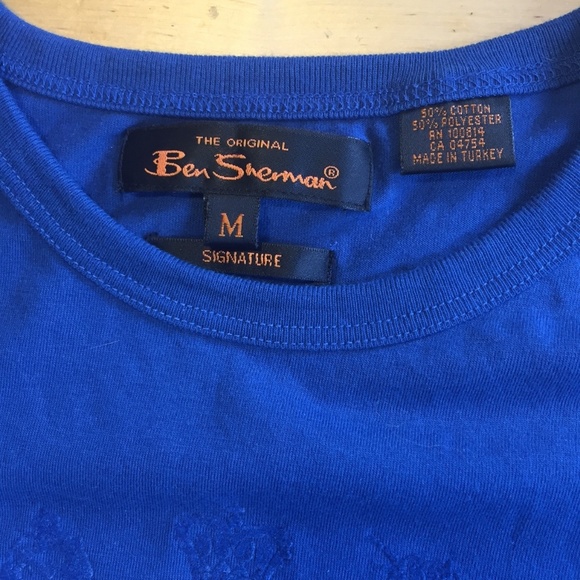 THE ORIGINAL
Ben Sherman®
M
SIGNATURE
50% COTTON
50% POLYESTER
RN 100814
CA 04754
MADE IN TURKEY